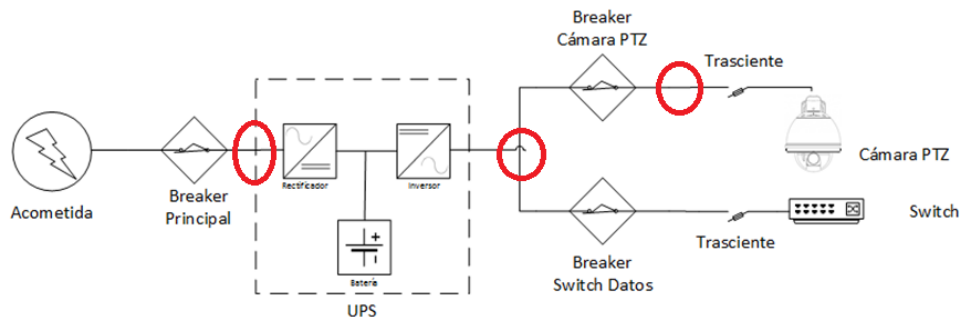 Breaker
Cámara PTZ
Trasciente
Cámara PTZ
Acometida
Breaker
Principal
Rectificador
Inversor
+
-
Batería
UPS
Breaker
Switch Datos
Trasciente
Switch